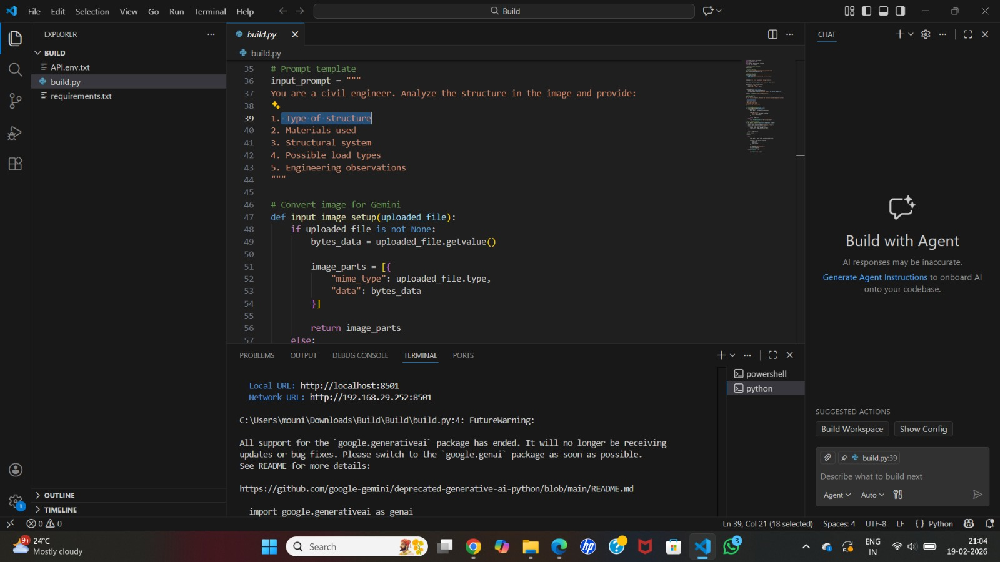 File Edit Selection View Go Run Terminal Help
Build
EXPLORER
BUILD
API.env.txt
build.py
requirements.txt
OUTLINE
TIMELINE
build.py
build.py
35 # Prompt template
36 input_prompt = """
37 You are a civil engineer. Analyze the structure in the image and provide:
38
39 1. Type of structure
40 2. Materials used
41 3. Structural system
42 4. Possible load types
43 5. Engineering observations
44 """
45
46 # Convert image for Gemini
47 def input_image_setup(uploaded_file):
48 if uploaded_file is not None:
49 bytes_data = uploaded_file.getvalue()
50
51 image_parts = [{
52 "mime_type": uploaded_file.type,
53 "data": bytes_data
54 }]
55
56 return image_parts
57 else:
PROBLEMS OUTPUT DEBUG CONSOLE TERMINAL PORTS
Local URL: http://localhost:8501
Network URL: http://192.168.29.252:8501
C:\Users\mouni\Downloads\Build\Build\build.py:4: FutureWarning:
All support for the `google.generativeai` package has ended. It will no longer be receiving
updates or bug fixes. Please switch to the `google.genai` package as soon as possible.
See README for more details:
https://github.com/google-gemini/deprecated-generative-ai-python/blob/main/README.md
import google.generativeai as genai
powershell
python
CHAT
Build with Agent
AI responses may be inaccurate.
Generate Agent Instructions to onboard AI
onto your codebase.
SUGGESTED ACTIONS
Build Workspace Show Config
build.py:39
Describe what to build next
Agent Auto
1
0 0
Ln 39, Col 21 (18 selected) Spaces: 4 UTF-8 LF { } Python
9+
24°C
Mostly cloudy
Search
hp
3
ENG
IN
21:04
19-02-2026